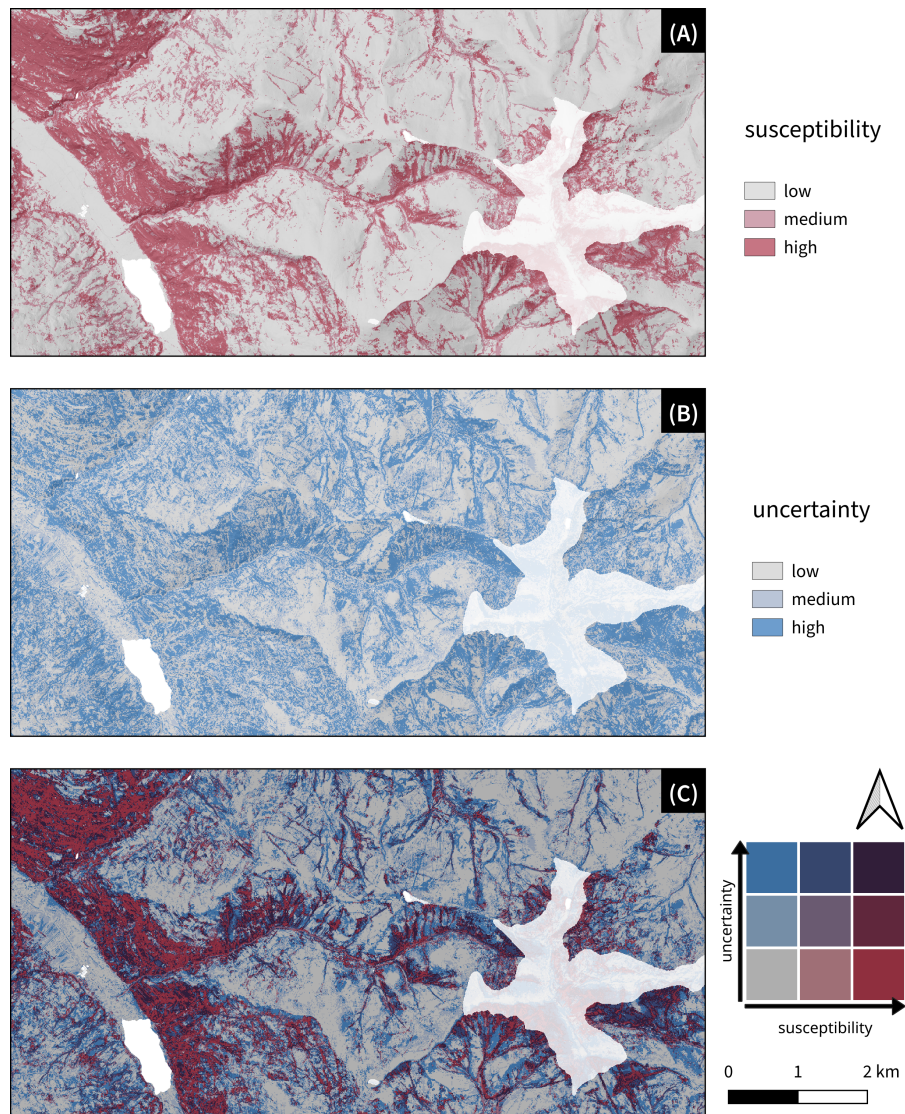 (A)
susceptibility
low
medium
high
(B)
uncertainty
low
medium
high
(C)
uncertainty
susceptibility
0 1 2 km